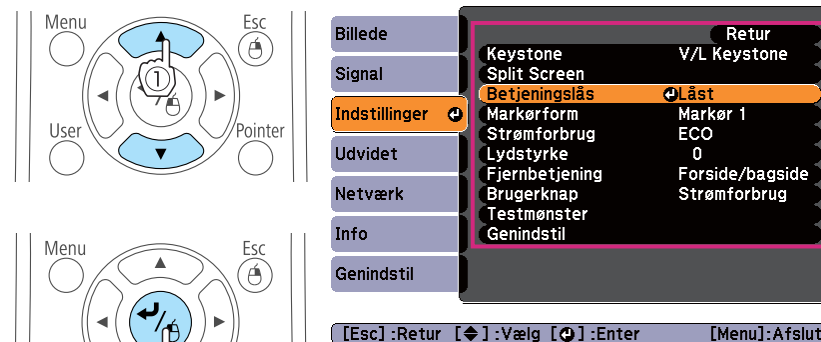 Menu
Esc
1
User
Pointer
Menu
Esc
Billede
Signal
Indstillinger
Udvidet
Netværk
Info
Genindstil
Retur
Keystone V/L Keystone
Split Screen
Betjeningslås Låst
Markørform Markør 1
Strømforbrug ECO
Lydstyrke 0
Fjernbetjening Forside/bagside
Brugerknap Strømforbrug
Testmønster
Genindstil
[Esc] :Retur [◆] :Vælg [⏎] :Enter [Menu]:Afslut